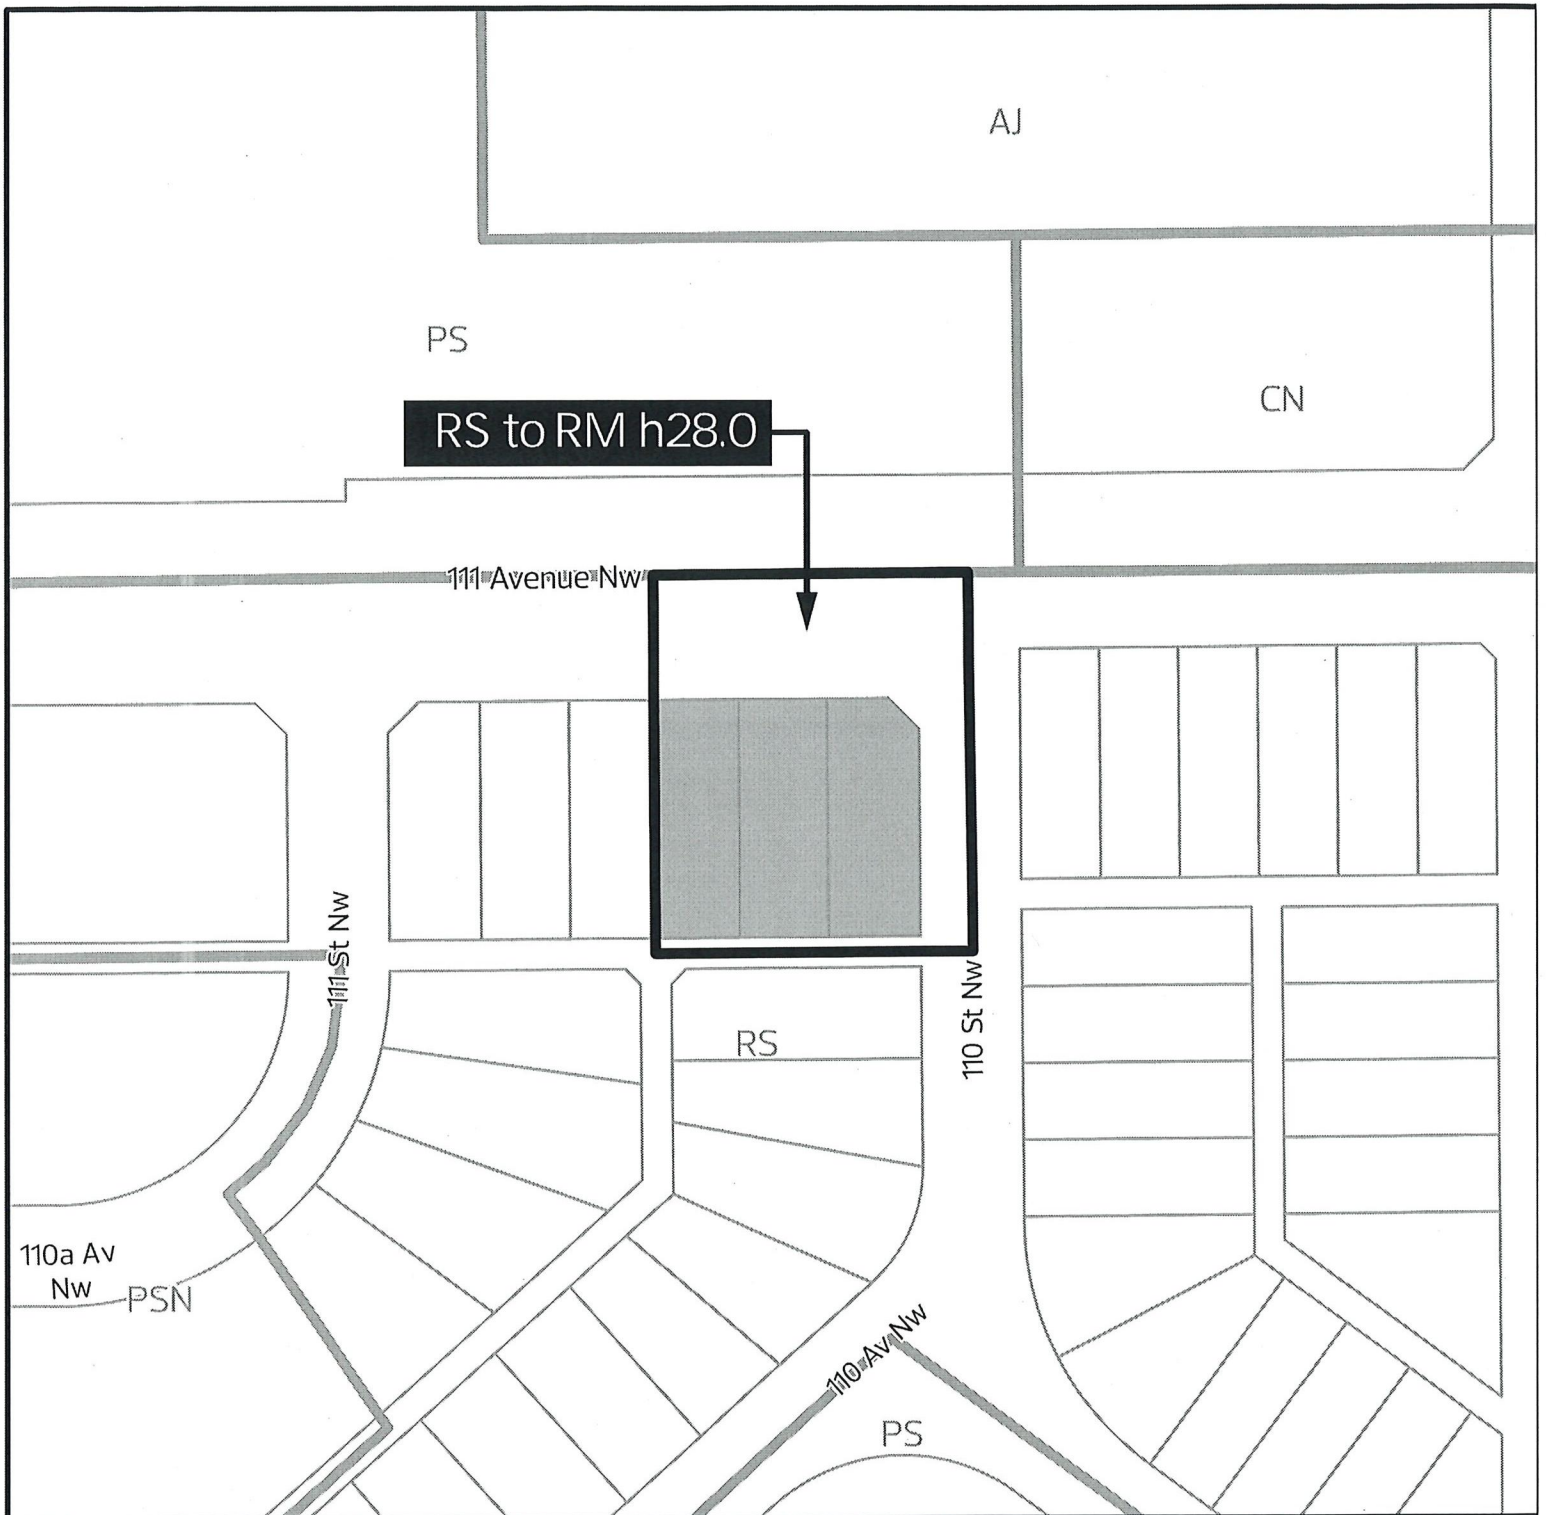 AJ
PS
CN
RS to RM h28.0
111 Avenue Nw
111 St Nw
110 St Nw
RS
110a Av
Nw
PSN
110 Av Nw
PS